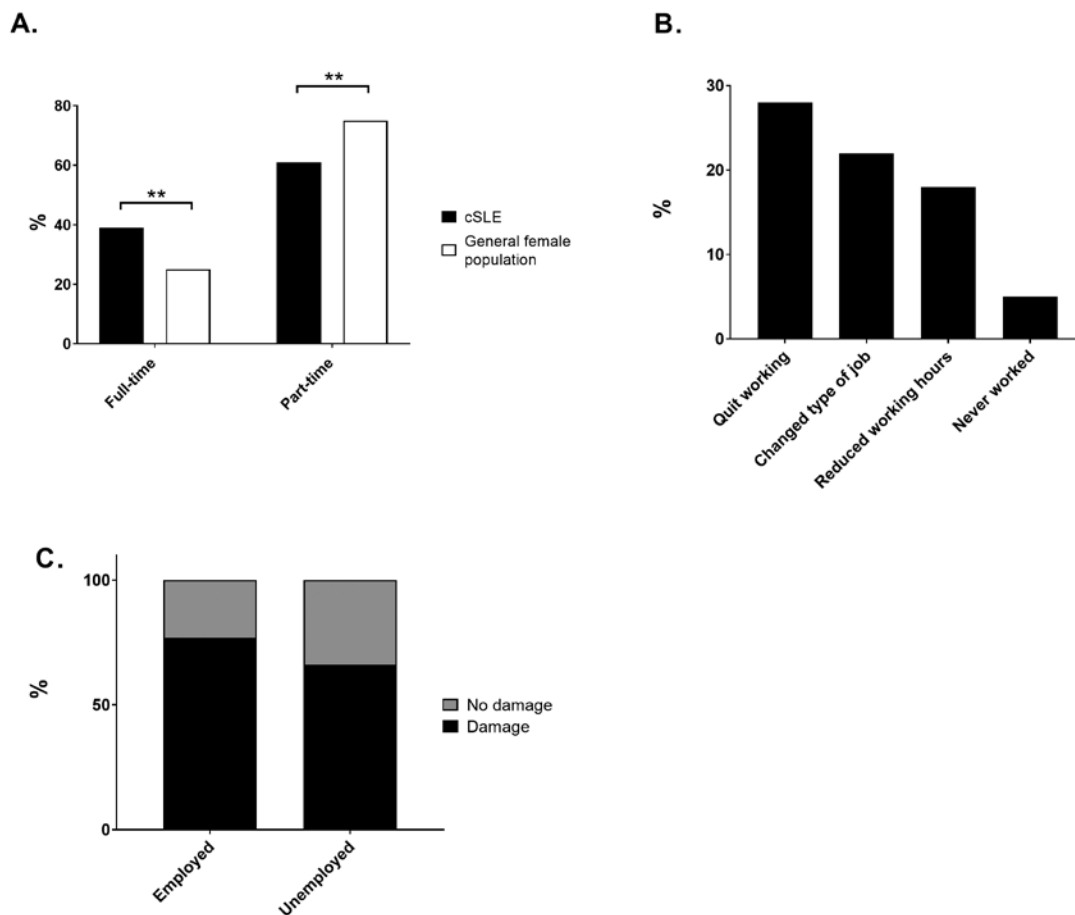 A.
**
**
80
60
40
20
0
%
Full-time
Part-time
cSLE
General female
population
B.
30
20
10
0
%
Quit working
Changed type of job
Reduced working hours
Never worked
C.
100
50
0
%
Employed
Unemployed
No damage
Damage